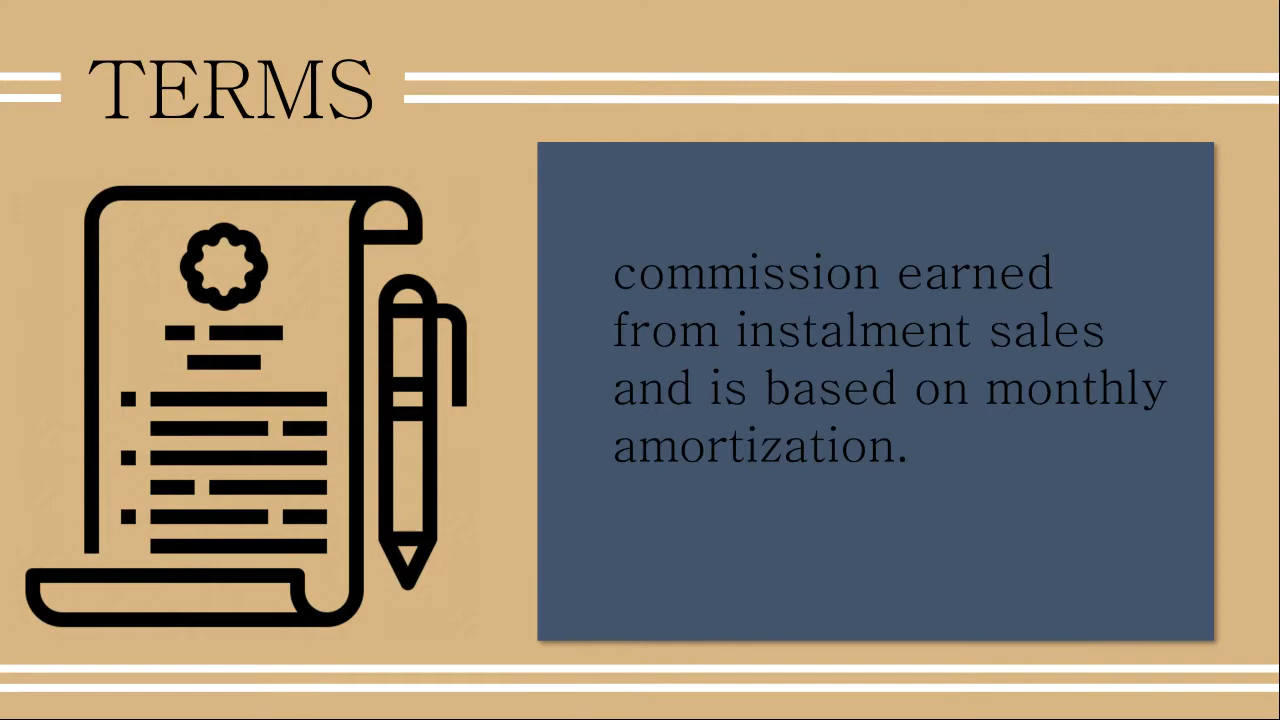 TERMS
commission earned
from instalment sales
and is based on monthly
amortization.